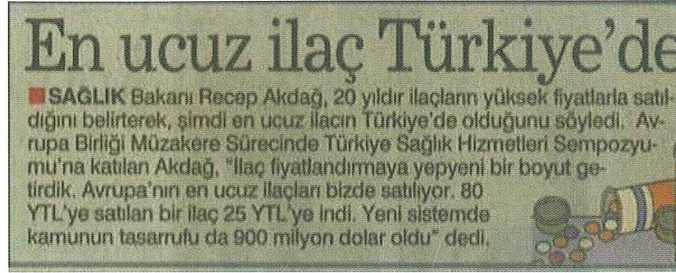 En ucuz ilaç Türkiye'de
SAĞLIK Bakanı Recep Akdağ, 20 yıldır ilaçların yüksek fiyatlarla satıl-
dığını belirterek, şimdi en ucuz ilacın Türkiye'de olduğunu söyledi. Av-
rupa Birliği Müzakere Sürecinde Türkiye Sağlık Hizmetleri Sempozyu-
mu'na katılan Akdağ, "İlaç fiyatlandırmaya yepyeni bir boyut ge-
tirdik. Avrupa'nın en ucuz ilaçları bizde satılıyor. 80
YTL'ye satılan bir ilaç 25 YTL'ye indi. Yeni sistemde
kamunun tasarrufu da 900 milyon dolar oldu" dedi.